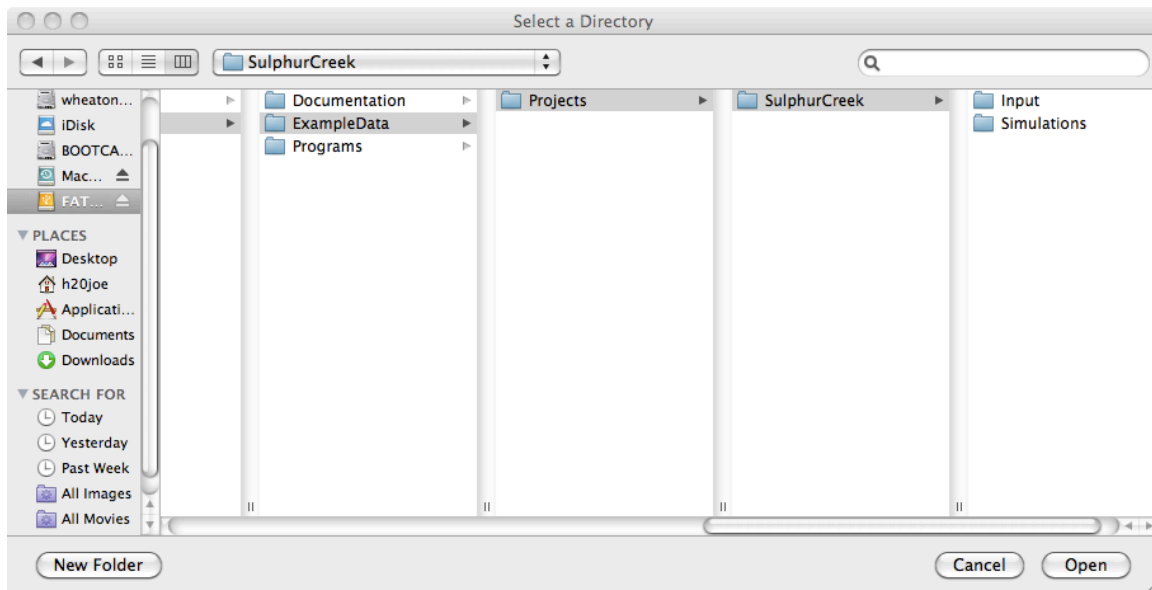 Select a Directory
SulphurCreek
wheaton...
iDisk
BOOTCA...
Mac...
FAT...
PLACES
Desktop
h20joe
Applicati...
Documents
Downloads
SEARCH FOR
Today
Yesterday
Past Week
All Images
All Movies
Documentation
ExampleData
Programs
Projects
SulphurCreek
Input
Simulations
New Folder
Cancel
Open